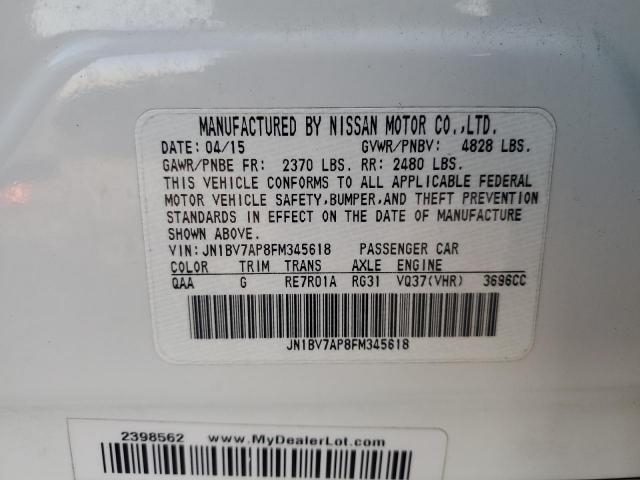 MANUFACTURED BY NISSAN MOTOR CO.,LTD.
DATE: 04/15 GVWR/PNBV: 4828 LBS.
GAWR/PNBE FR: 2370 LBS. RR: 2480 LBS.
THIS VEHICLE CONFORMS TO ALL APPLICABLE FEDERAL
MOTOR VEHICLE SAFETY,BUMPER,AND THEFT PREVENTION
STANDARDS IN EFFECT ON THE DATE OF MANUFACTURE
SHOWN ABOVE.
VIN: JN1BV7AP8FM345618 PASSENGER CAR
COLOR TRIM TRANS AXLE ENGINE
QAA G RE7R01A RG31 VQ37(VHR) 3696CC
JN1BV7AP8FM345618
2398562 www.MyDealerLot.com